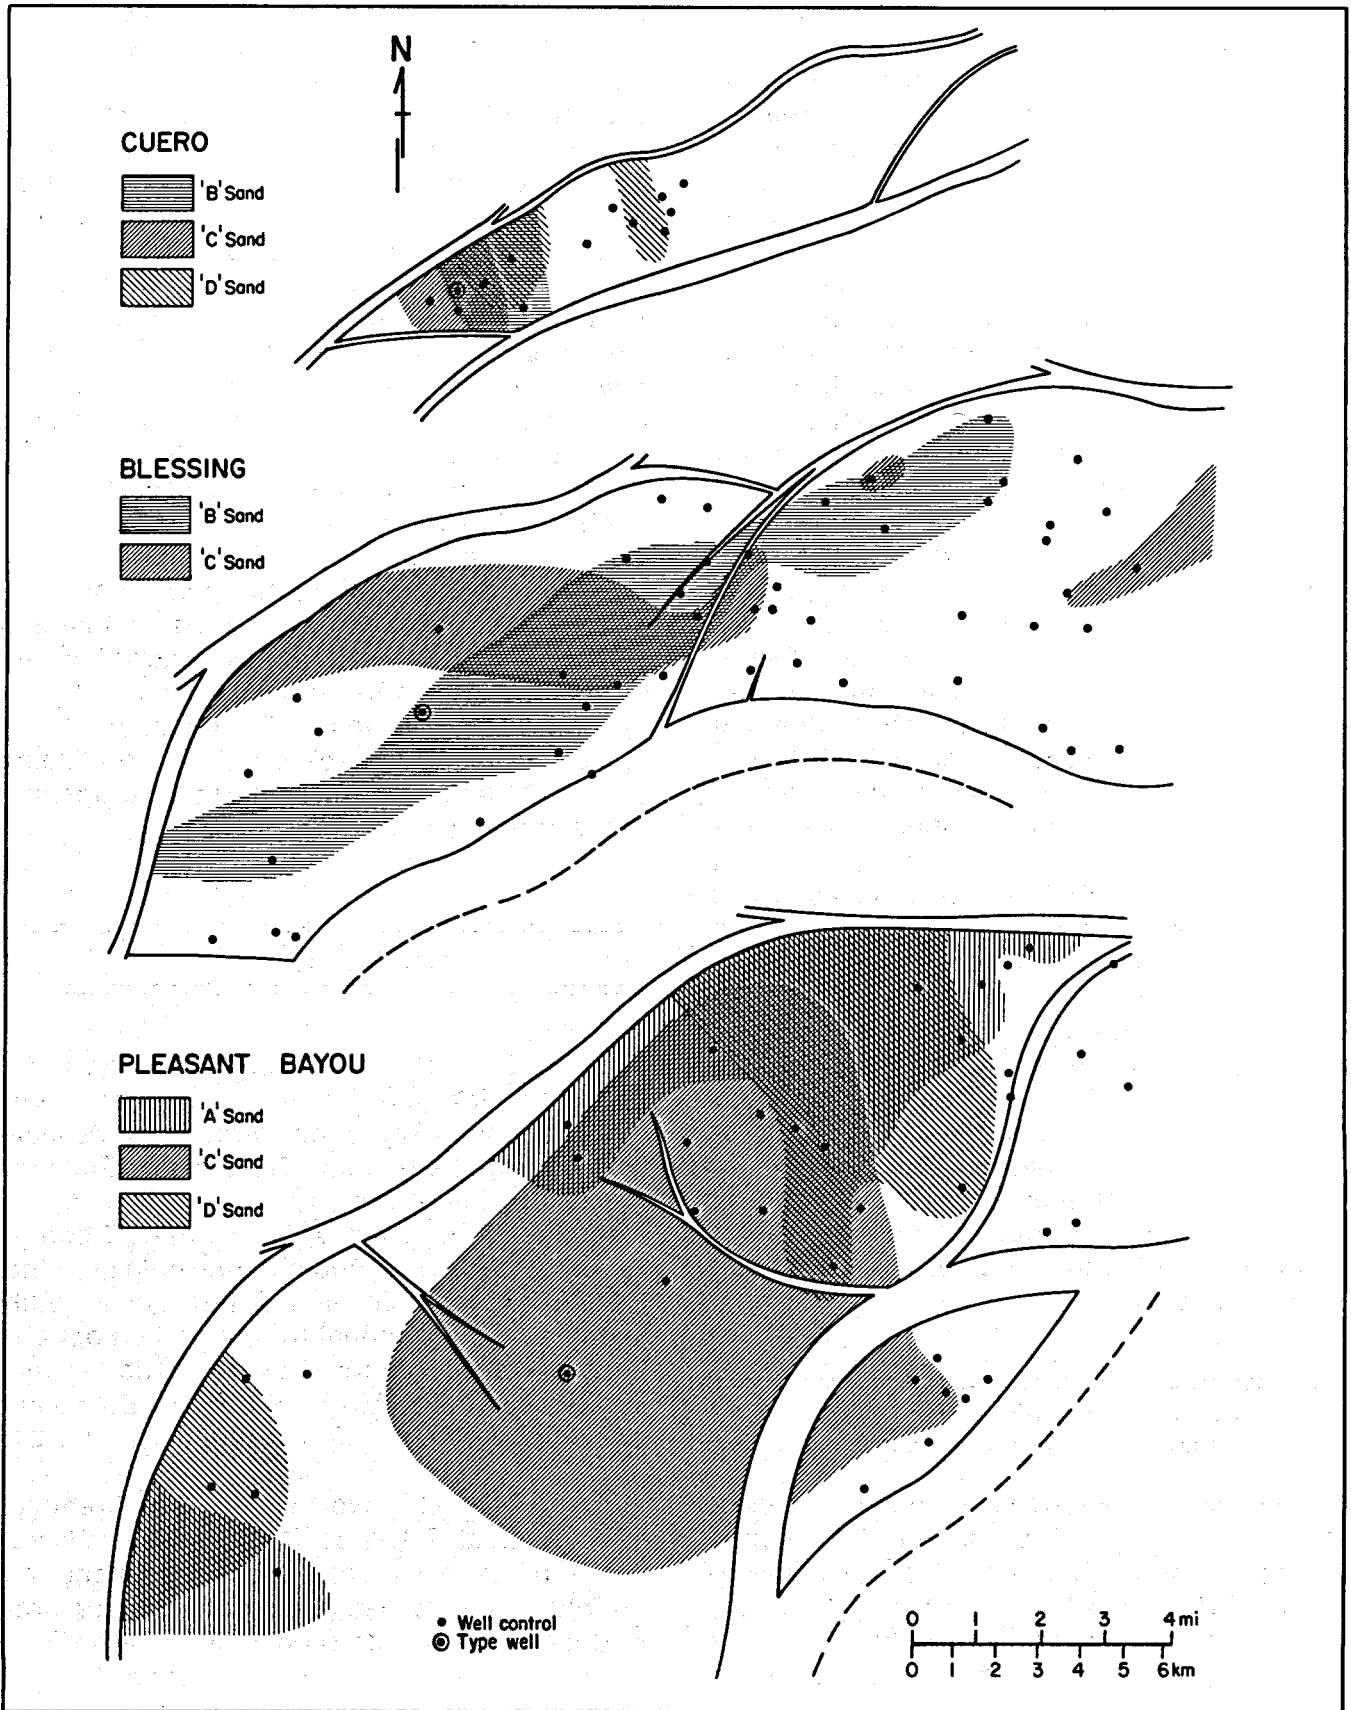 N
CUERO
'B' Sand
'C' Sand
'D' Sand
BLESSING
'B' Sand
'C' Sand
PLEASANT BAYOU
'A' Sand
'C' Sand
'D' Sand
Well control
Type well
0 1 2 3 4 mi
0 1 2 3 4 5 6 km